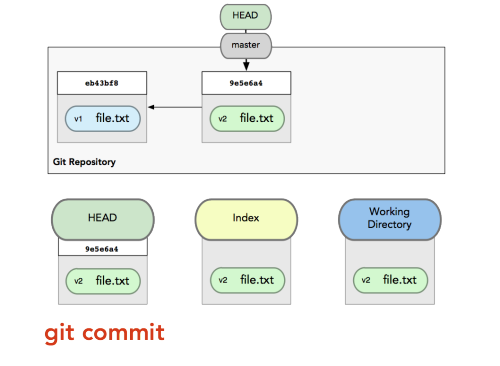 HEAD
master
eb43bf8
9e5e6a4
v1 file.txt
v2 file.txt
Git Repository
HEAD
Index
Working
Directory
9e5e6a4
v2 file.txt
v2 file.txt
v2 file.txt
git commit